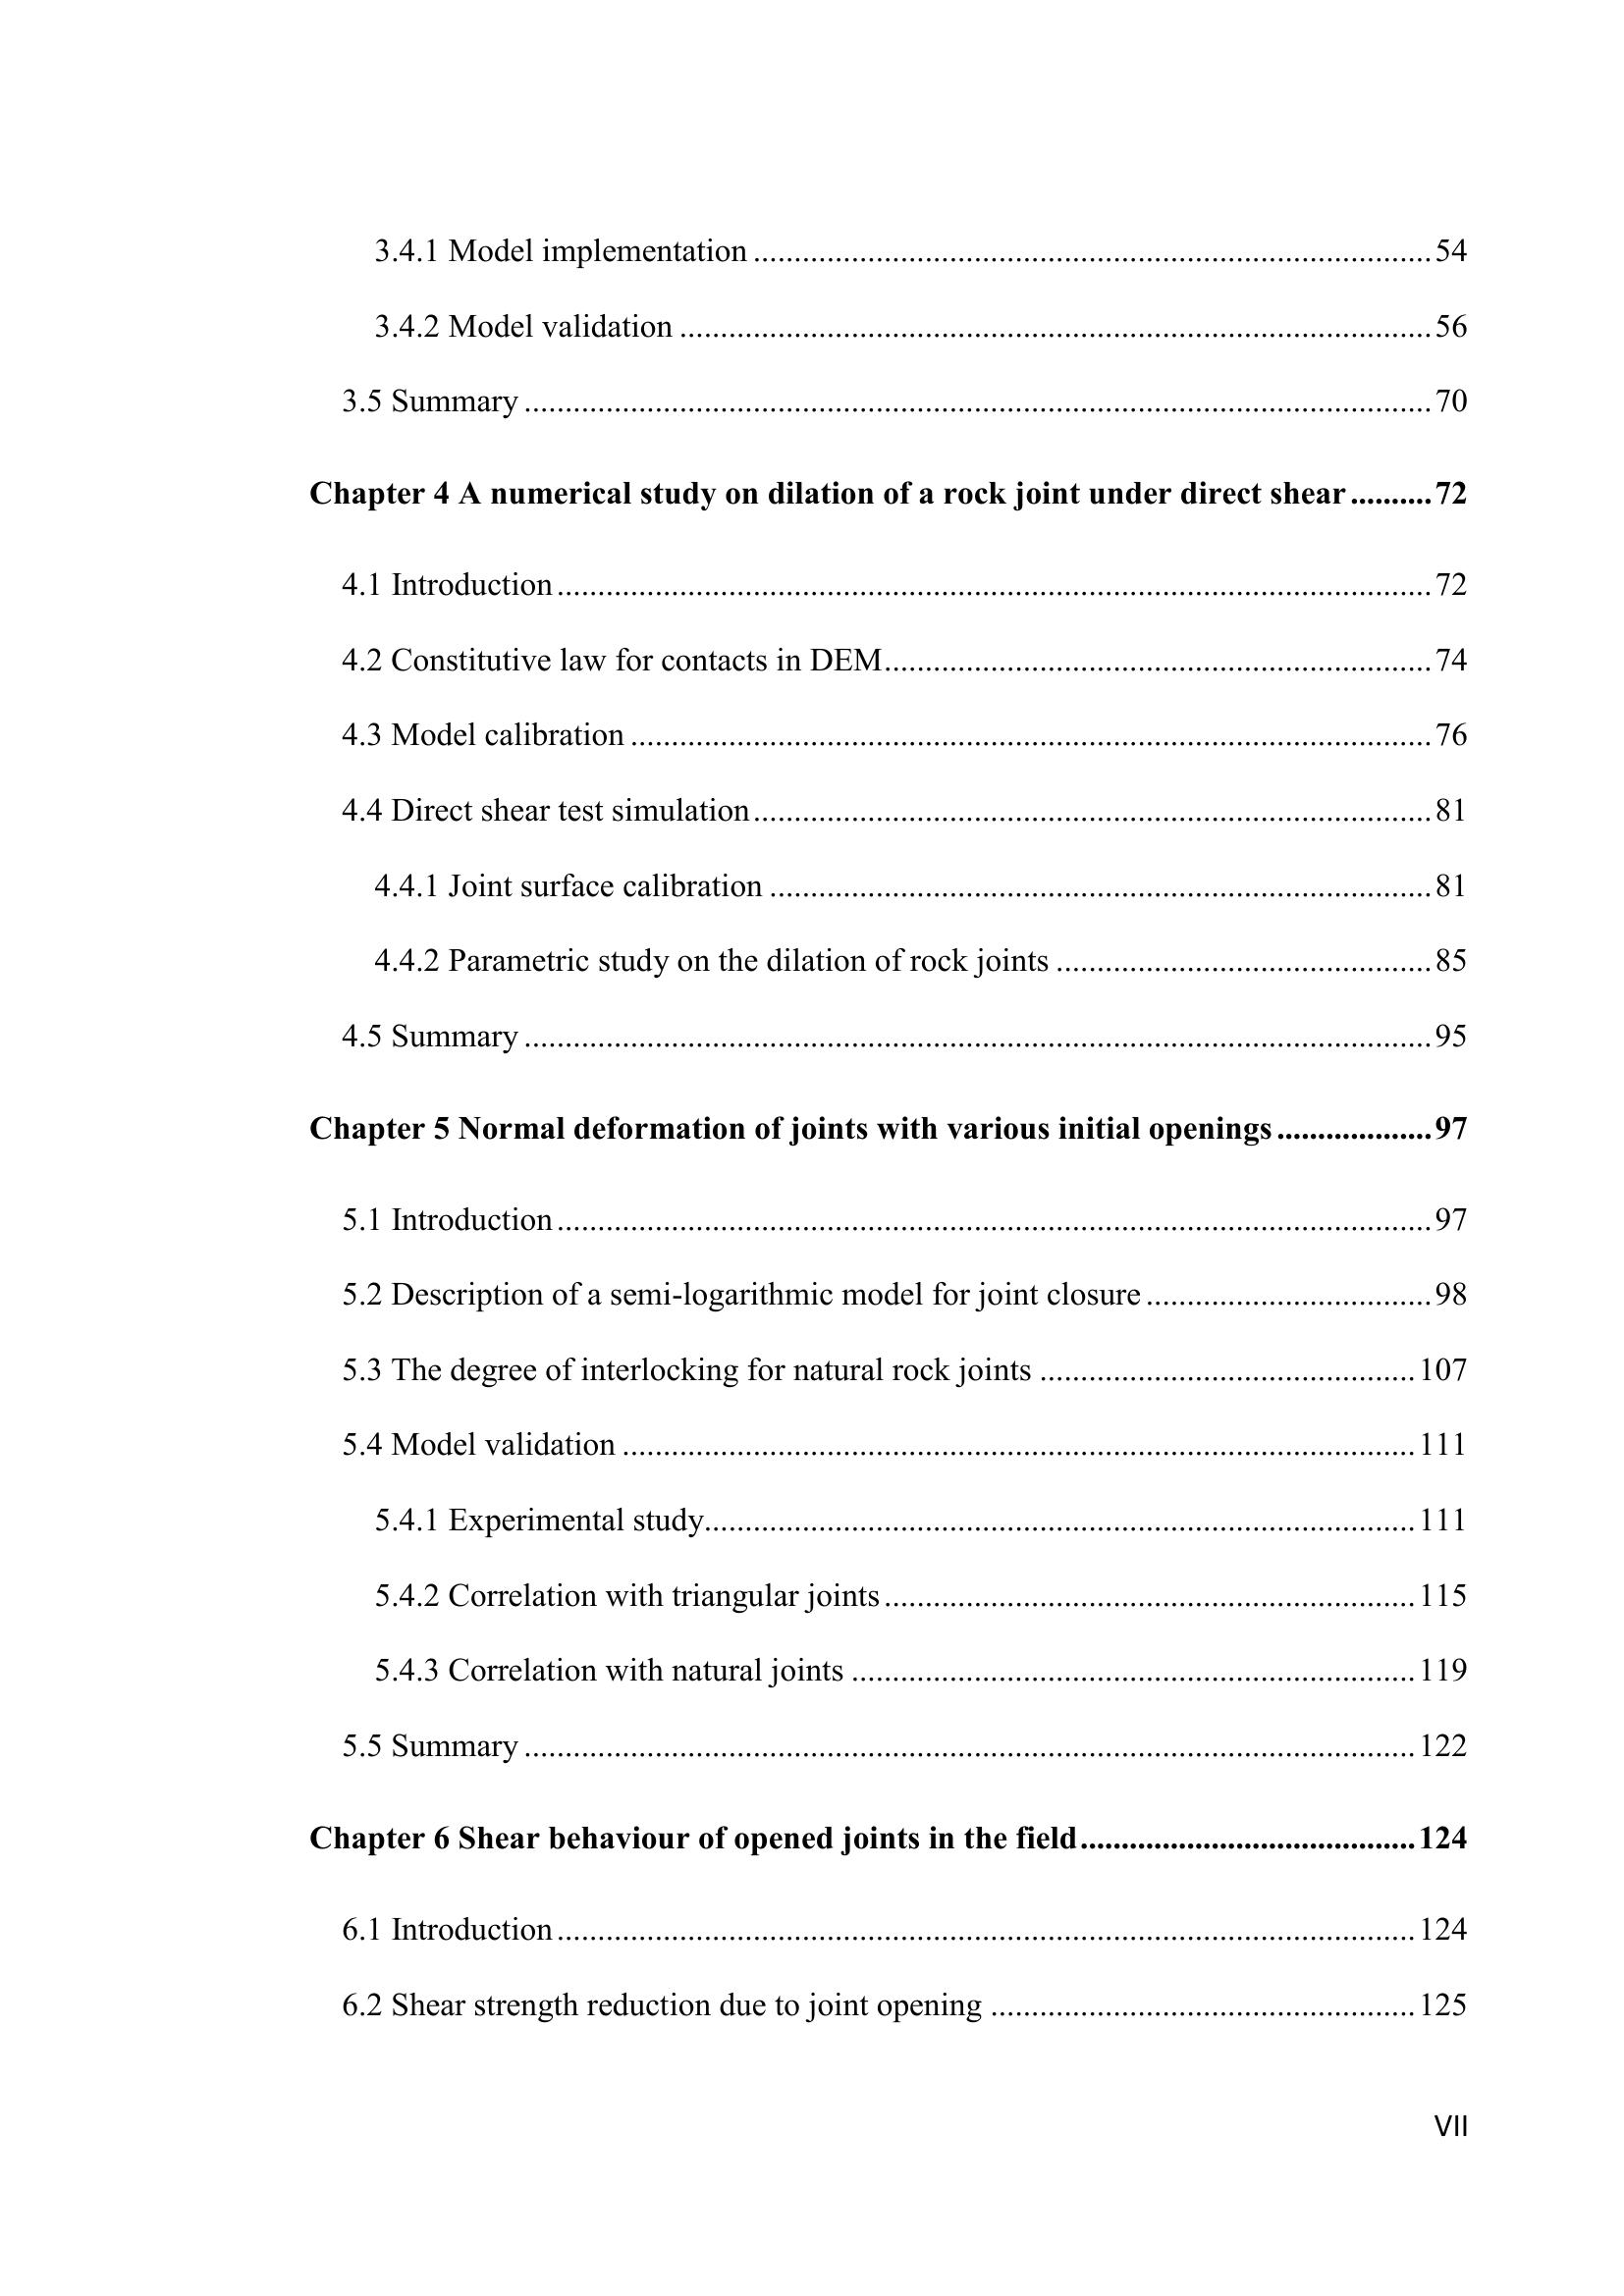 3.4.1 Model implementation ................................................................................... 54
3.4.2 Model validation ............................................................................................ 56
3.5 Summary ............................................................................................................... 70
Chapter 4 A numerical study on dilation of a rock joint under direct shear .......... 72
4.1 Introduction ........................................................................................................... 72
4.2 Constitutive law for contacts in DEM ................................................................... 74
4.3 Model calibration .................................................................................................. 76
4.4 Direct shear test simulation ................................................................................... 81
4.4.1 Joint surface calibration ................................................................................. 81
4.4.2 Parametric study on the dilation of rock joints .............................................. 85
4.5 Summary ............................................................................................................... 95
Chapter 5 Normal deformation of joints with various initial openings ................... 97
5.1 Introduction ........................................................................................................... 97
5.2 Description of a semi-logarithmic model for joint closure ................................... 98
5.3 The degree of interlocking for natural rock joints .............................................. 107
5.4 Model validation ................................................................................................. 111
5.4.1 Experimental study ....................................................................................... 111
5.4.2 Correlation with triangular joints ................................................................. 115
5.4.3 Correlation with natural joints ..................................................................... 119
5.5 Summary ............................................................................................................. 122
Chapter 6 Shear behaviour of opened joints in the field ......................................... 124
6.1 Introduction ......................................................................................................... 124
6.2 Shear strength reduction due to joint opening .................................................... 125
VII